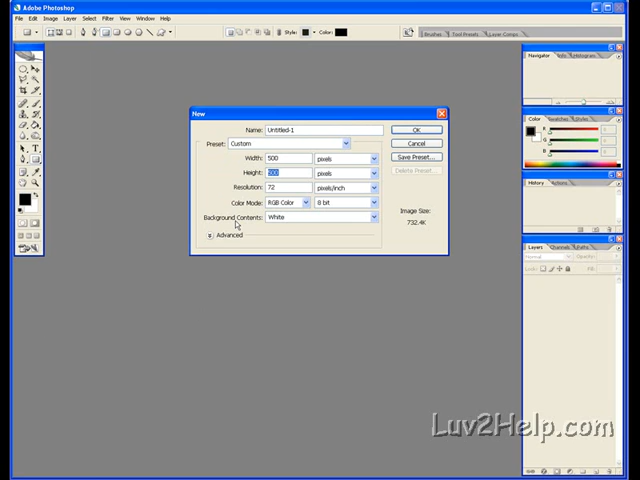 Adobe Photoshop
File Edit Image Layer Select Filter View Window Help
Style: Color:
Brushes Tool Presets Layer Comps
Navigator Info Histogram
New
Name: Untitled-1 OK
Preset: Custom Cancel
Width: 500 pixels Save Preset...
Height: 500 pixels Delete Preset...
Resolution: 72 pixels/inch
Color Mode: RGB Color 8 bit
Background Contents: White
Advanced
Image Size:
732.4K
Color Swatches Styles
R
G
B
History Actions
Layers Channels Paths
Normal Opacity:
Lock: Fill:
Luv2Help.com